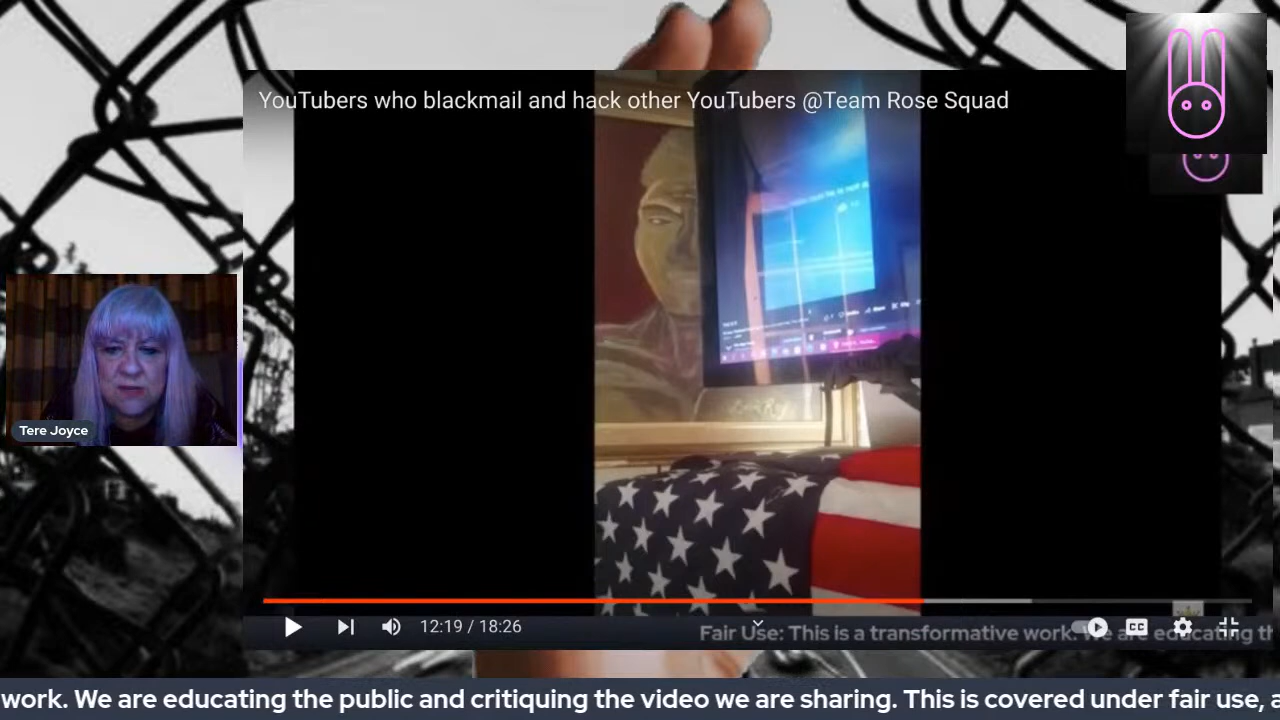 YouTubers who blackmail and hack other YouTubers @Team Rose Squad
Tere Joyce
12:19 / 18:26
CC
Fair Use: This is a transformative work. We are educating th
work. We are educating the public and critiquing the video we are sharing. This is covered under fair use, a